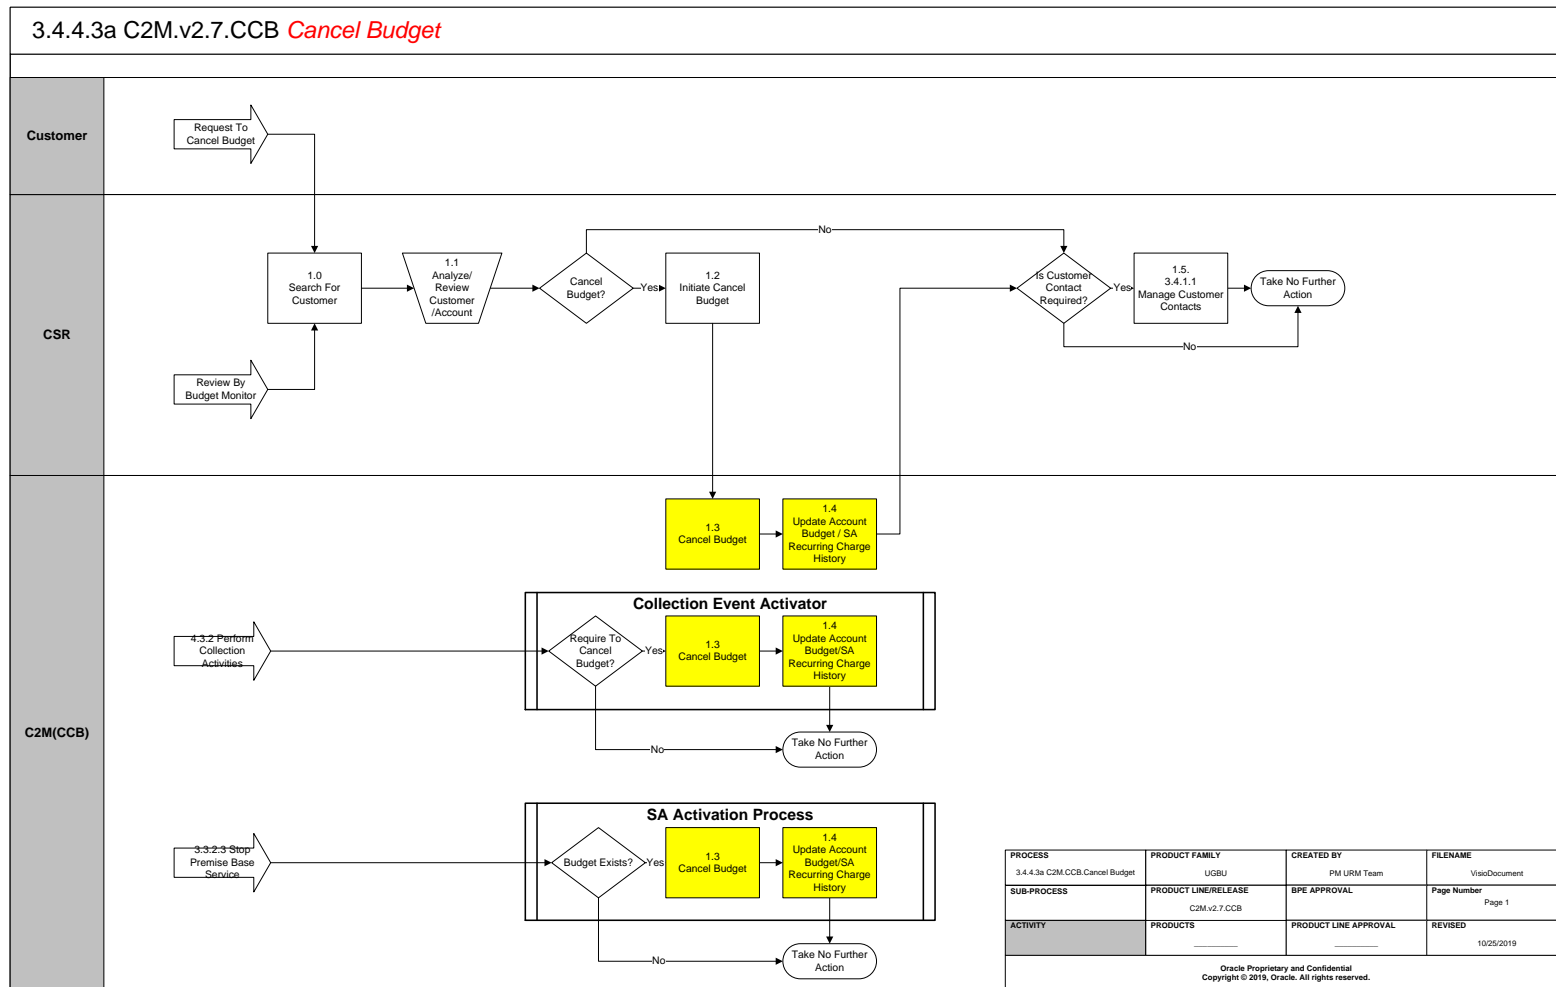 3.4.4.3a C2M.v2.7.CCB Cancel Budget
Customer
Request To
Cancel Budget
CSR
1.0
Search For
Customer
1.1
Analyze/
Review
Customer
/Account
Cancel
Budget?
Yes
No
1.2
Initiate Cancel
Budget
Is Customer
Contact
Required?
Yes
No
1.5.
3.4.1.1
Manage Customer
Contacts
Take No Further
Action
Review By
Budget Monitor
C2M(CCB)
1.3
Cancel Budget
1.4
Update Account
Budget / SA
Recurring Charge
History
Collection Event Activator
4.3.2 Perform
Collection
Activities
Require To
Cancel
Budget?
Yes
1.3
Cancel Budget
1.4
Update Account
Budget/SA
Recurring Charge
History
No
Take No Further
Action
SA Activation Process
3.3.2.3 Stop
Premise Base
Service
Budget Exists?
Yes
1.3
Cancel Budget
1.4
Update Account
Budget/SA
Recurring Charge
History
No
Take No Further
Action
PROCESS
3.4.4.3a C2M.CCB.Cancel Budget
PRODUCT FAMILY
UGBU
CREATED BY
PM URM Team
FILENAME
VisioDocument
SUB-PROCESS
PRODUCT LINE/RELEASE
C2M.v2.7.CCB
BPE APPROVAL
Page Number
Page 1
ACTIVITY
PRODUCTS
PRODUCT LINE APPROVAL
REVISED
10/25/2019
Oracle Proprietary and Confidential
Copyright © 2019, Oracle. All rights reserved.